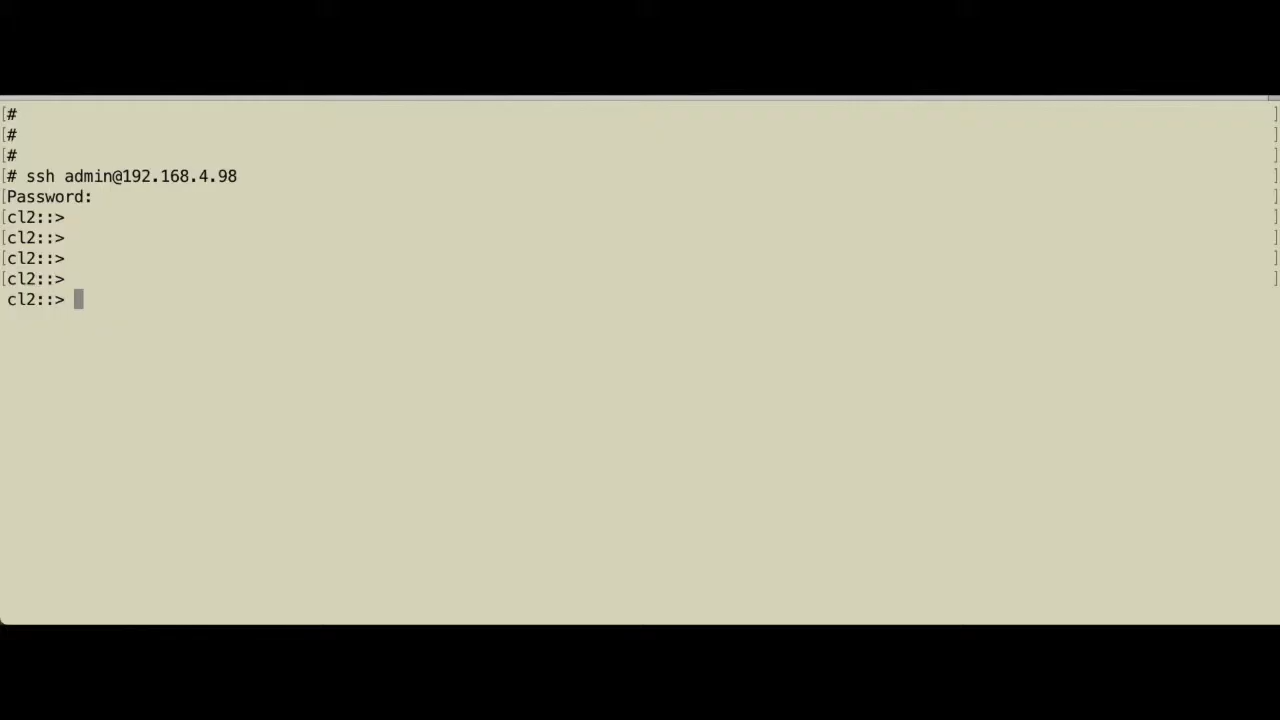 [#                                                                 ]
[#                                                                 ]
[#                                                                 ]
[# ssh admin@192.168.4.98                                          ]
[Password:                                                         ]
[cl2::>                                                            ]
[cl2::>                                                            ]
[cl2::>                                                            ]
[cl2::>                                                            ]
cl2::>